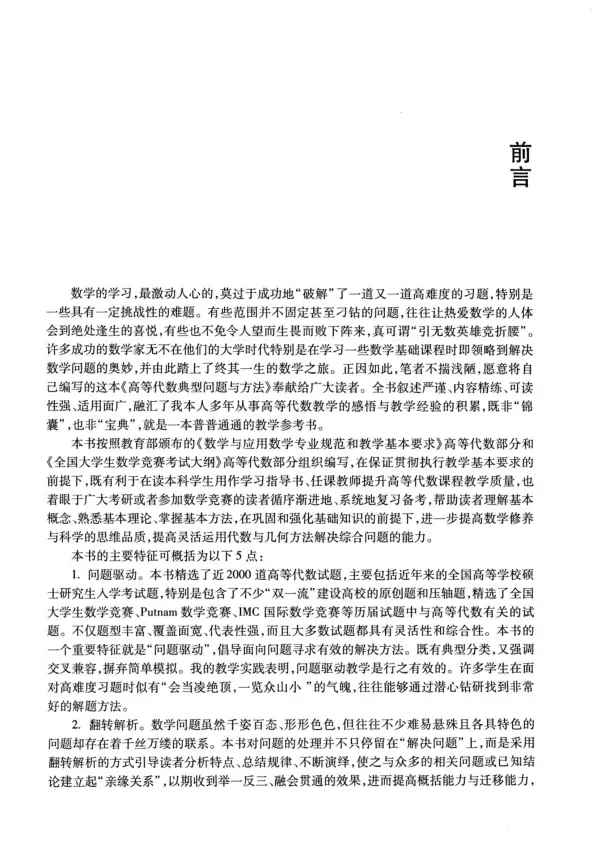 前言
数学的学习,最激动人心的,莫过于成功地“破解”了一道又一道高难度的习题,特别是
一些具有一定挑战性的难题。有些范围并不固定甚至刁钻的问题,往往让热爱数学的人体
会到绝处逢生的喜悦,有些也不免令人望而生畏而败下阵来,真可谓“引无数英雄竞折腰”。
许多成功的数学家无不在他们的大学时代特别是在学习一些数学基础课程时即领略到解决
数学问题的奥妙,并由此踏上了终其一生的数学之旅。正因如此,笔者不揣浅陋,愿意将自
己编写的这本《高等代数典型问题与方法》奉献给广大读者。全书叙述严谨、内容精练、可读
性强、适用面广,融汇了我本人多年从事高等代数教学的感悟与教学经验的积累,既非“锦
囊”,也非“宝典”,就是一本普普通通的教学参考书。
本书按照教育部颁布的《数学与应用数学专业规范和教学基本要求》高等代数部分和
《全国大学生数学竞赛考试大纲》高等代数部分组织编写,在保证贯彻执行教学基本要求的
前提下,既有利于在读本科学生用作学习指导书、任课教师提升高等代数课程教学质量,也
着眼于广大考研或者参加数学竞赛的读者循序渐进地、系统地复习备考,帮助读者理解基本
概念、熟悉基本理论、掌握基本方法,在巩固和强化基础知识的前提下,进一步提高数学修养
与科学的思维品质,提高灵活运用代数与几何方法解决综合问题的能力。
本书的主要特征可概括为以下5点:
1. 问题驱动。本书精选了近2000道高等代数试题,主要包括近年来的全国高等学校硕
士研究生入学考试题,特别是包含了不少“双一流”建设高校的原创题和压轴题,精选了全国
大学生数学竞赛、Putnam数学竞赛、IMC国际数学竞赛等历届试题中与高等代数有关的试
题。不仅题型丰富、覆盖面宽、代表性强,而且大多数试题都具有灵活性和综合性。本书的
一个重要特征就是“问题驱动”,倡导面向问题寻求有效的解决方法。既有典型分类,又强调
交叉兼容,摒弃简单模拟。我的教学实践表明,问题驱动教学是行之有效的。许多学生在面
对高难度习题时似有“会当凌绝顶,一览众山小”的气魄,往往能够通过潜心钻研找到非常
好的解题方法。
2. 翻转解析。数学问题虽然千姿百态、形形色色,但往往不少难易悬殊且各具特色的
问题却存在着千丝万缕的联系。本书对问题的处理并不只停留在“解决问题”上,而是采用
翻转解析的方式引导读者分析特点、总结规律、不断演绎,使之与众多的相关问题或已知结
论建立起“亲缘关系”,以期收到举一反三、融会贯通的效果,进而提高概括能力与迁移能力,